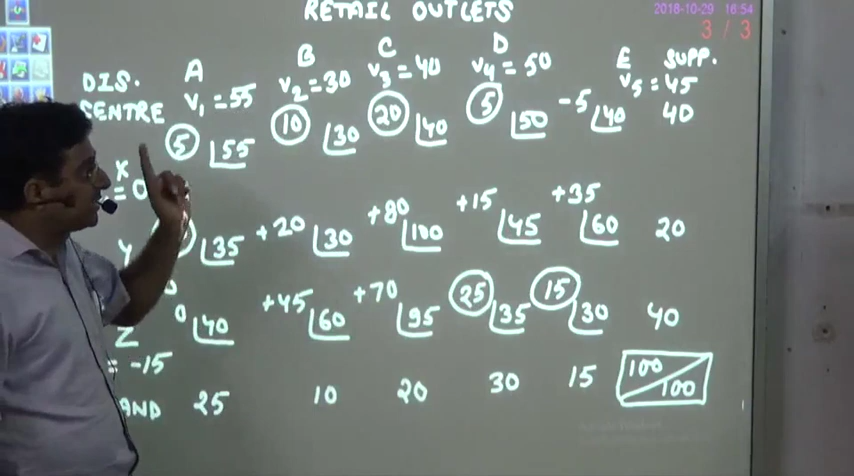 RETAIL OUTLETS
2018-10-29 16:54
3 / 3
A B C D E SUPP.
DIS. CENTRE
V₁ = 55 V₂ = 30 V₃ = 40 V₄ = 50 V₅ = 45
5 55 10 30 20 40 5 50 -5 40 40
X
= 0
Y 35 +20 30 +80 100 +15 45 +35 60 20
Z 0 40 +45 60 +70 95 25 35 15 30 40
= -15
AND 25 10 20 30 15 100/100